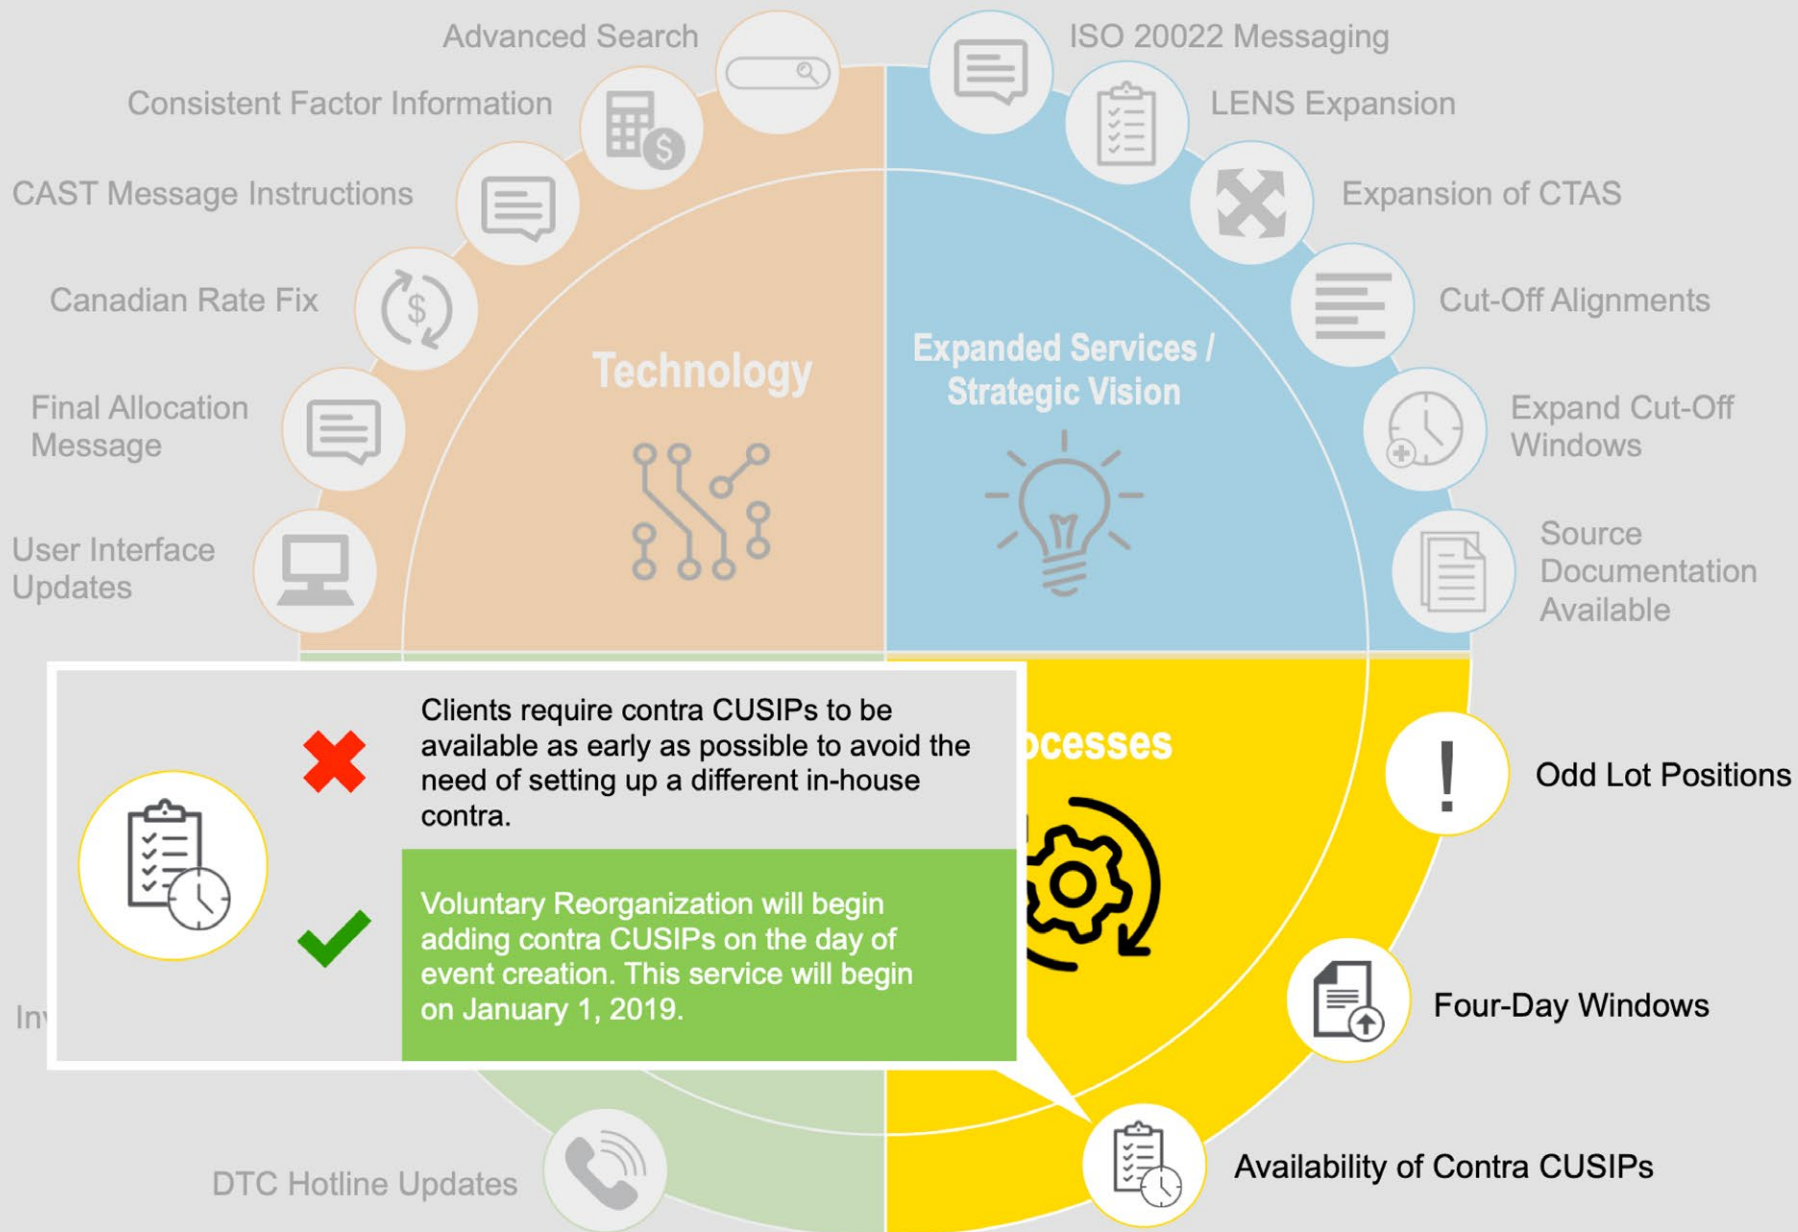 Advanced Search
ISO 20022 Messaging
Consistent Factor Information
LENS Expansion
CAST Message Instructions
Expansion of CTAS
Canadian Rate Fix
Cut-Off Alignments
Technology
Expanded Services /
Strategic Vision
Final Allocation
Message
Expand Cut-Off
Windows
User Interface
Updates
Source
Documentation
Available
Clients require contra CUSIPs to be
available as early as possible to avoid the
need of setting up a different in-house
contra.
Voluntary Reorganization will begin
adding contra CUSIPs on the day of
event creation. This service will begin
on January 1, 2019.
ocesses
Odd Lot Positions
Four-Day Windows
Availability of Contra CUSIPs
DTC Hotline Updates